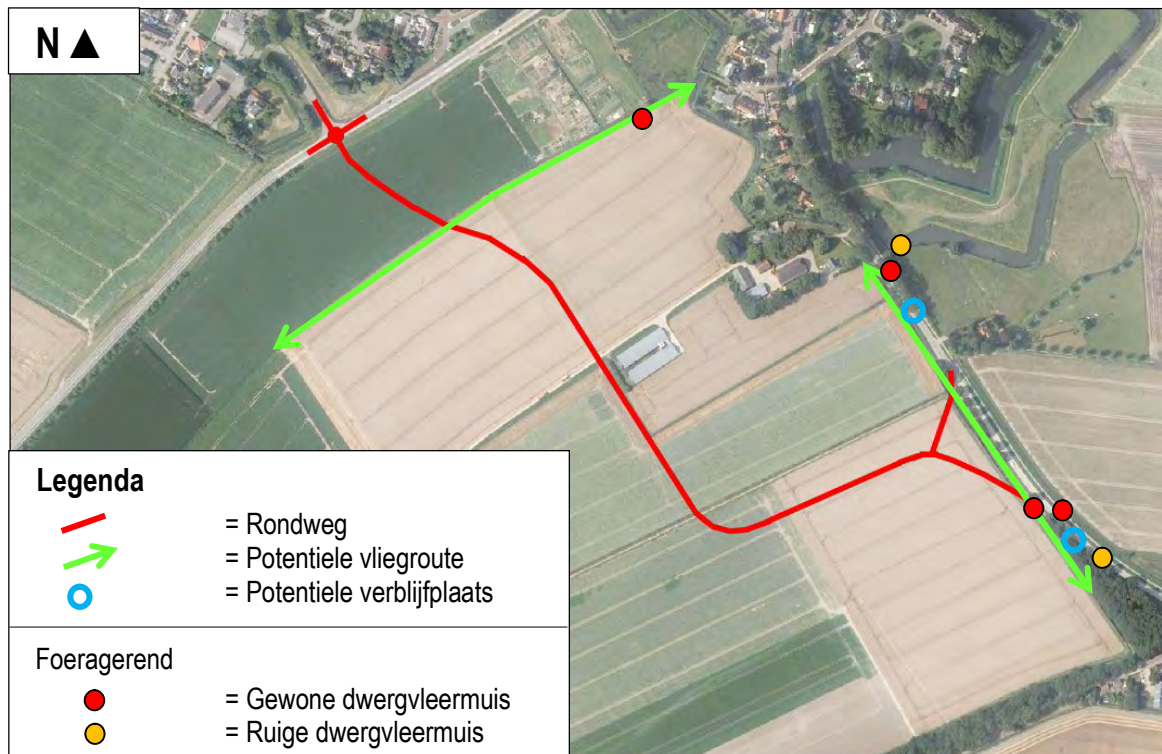 N ▲
Legenda
= Rondweg
= Potentiele vliegroute
= Potentiele verblijfplaats
Foeragerend
= Gewone dwergvleermuis
= Ruige dwergvleermuis